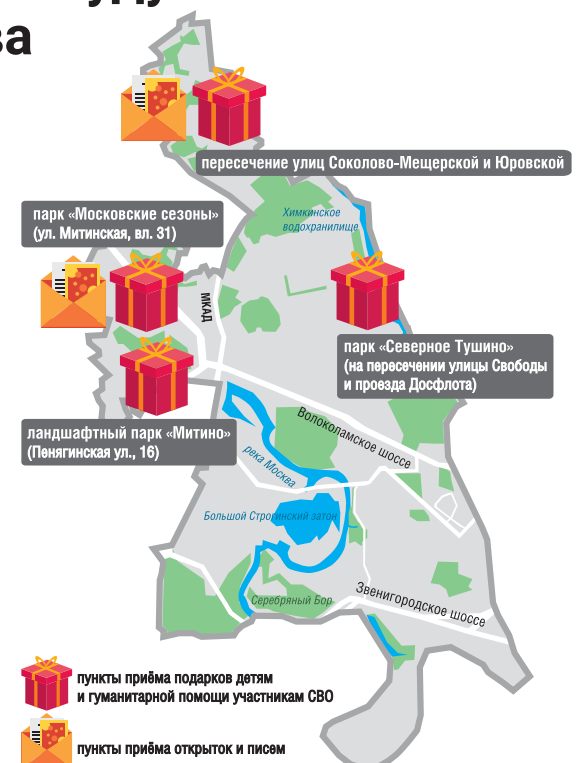 ва
пересечение улиц Соколово-Мещерской и Юровской
Химкинское
водохранилище
парк «Московские сезоны»
(ул. Митинская, вл. 31)
МКАД
парк «Северное Тушино»
(на пересечении улицы Свободы
и проезда Досфлота)
ландшафтный парк «Митино»
(Пенягинская ул., 16)
Волоколамское шоссе
река Москва
Большой Строгинский затон
Серебряный Бор
Звенигородское шоссе
пункты приёма подарков детям
и гуманитарной помощи участникам СВО
пункты приёма открыток и писем